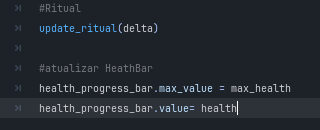 #Ritual
update_ritual(delta)
#atualizar HeathBar
health_progress_bar.max_value = max_health
health_progress_bar.value= health